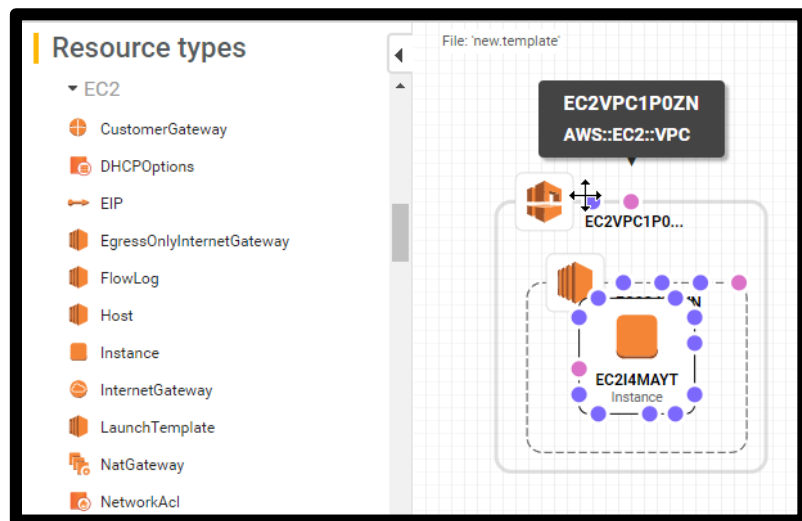 Resource types
EC2
CustomerGateway
DHCPOptions
EIP
EgressOnlyInternetGateway
FlowLog
Host
Instance
InternetGateway
LaunchTemplate
NatGateway
NetworkAcl
File: 'new.template'
EC2VPC1P0ZN
AWS::EC2::VPC
EC2VPC1P0...
EC2I4MAYT
Instance